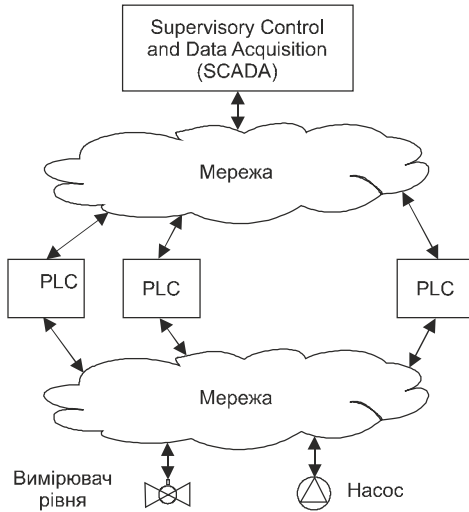 Supervisory Control
and Data Acquisition
(SCADA)
Мережа
PLC
PLC
PLC
Мережа
Вимірювач
рівня
Насос